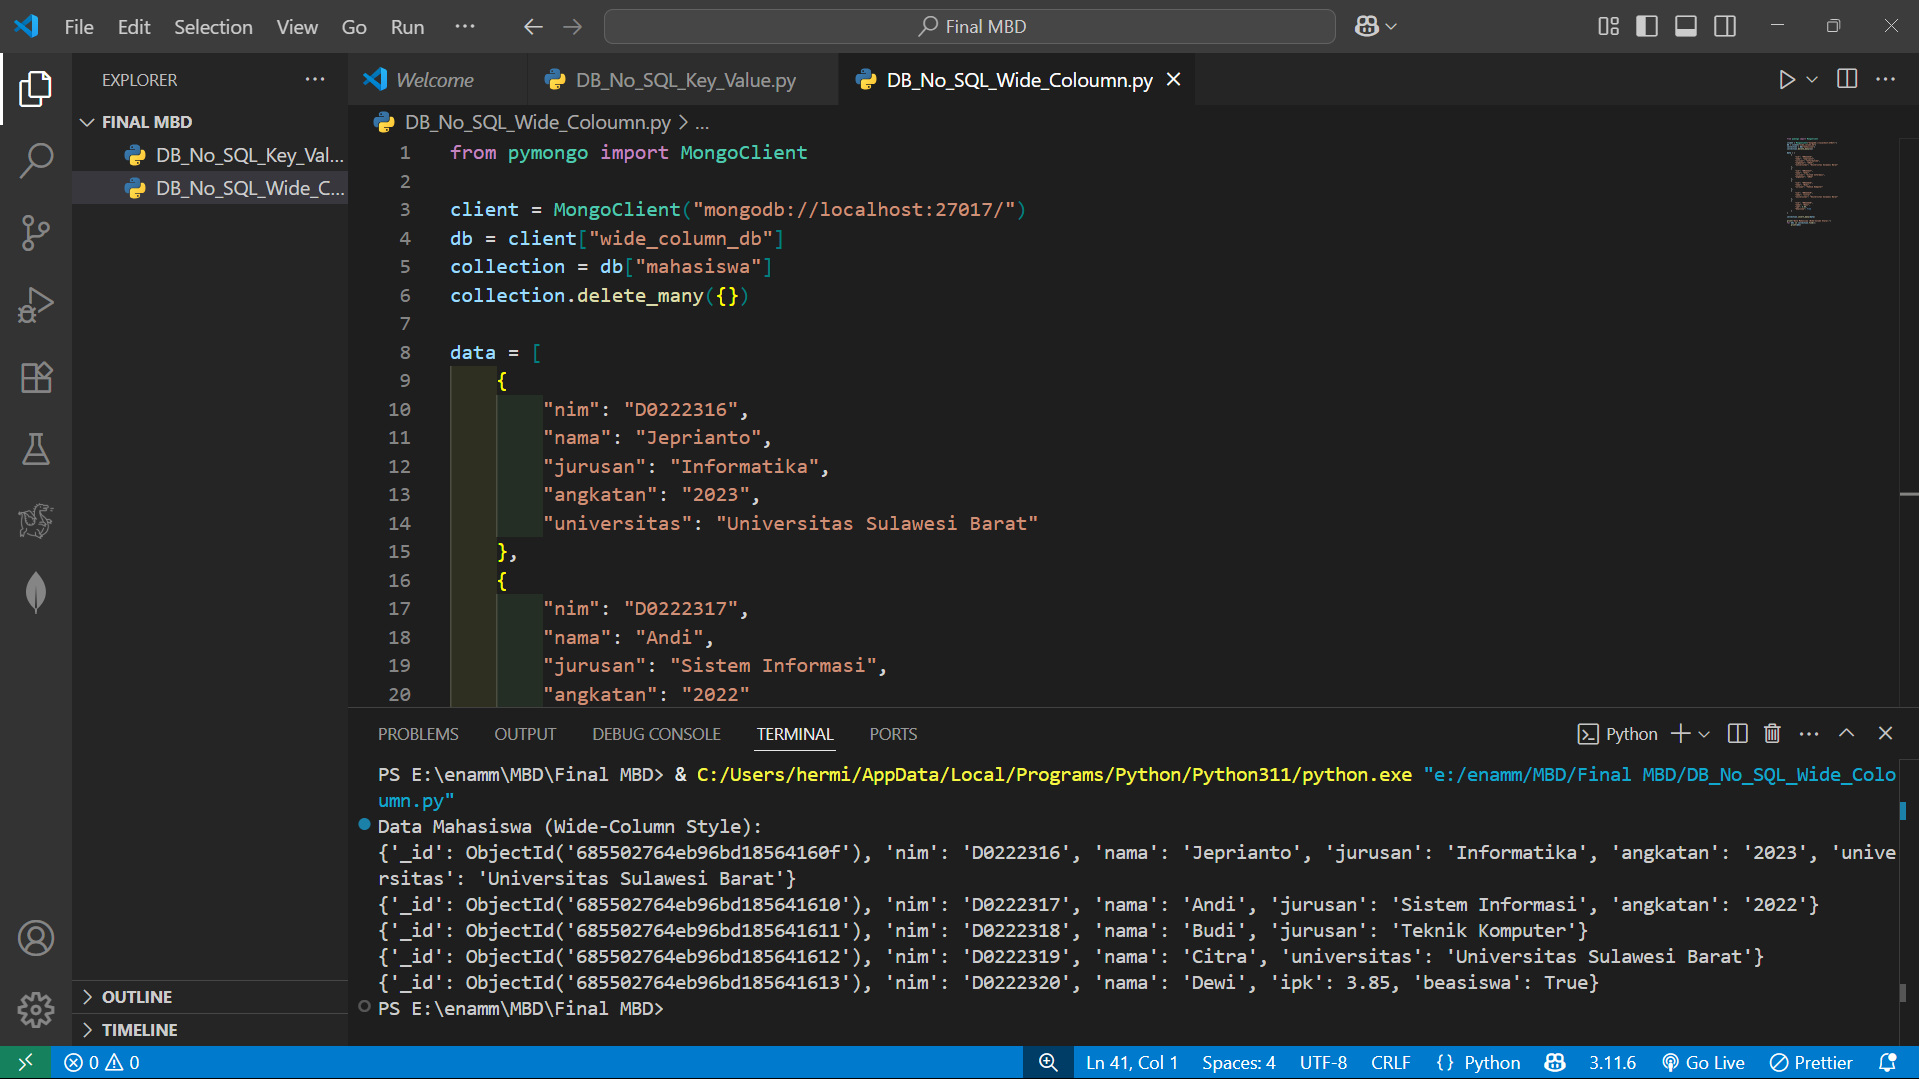 File Edit Selection View Go Run ··· Final MBD
EXPLORER ···
FINAL MBD
DB_No_SQL_Key_Val...
DB_No_SQL_Wide_C...
OUTLINE
TIMELINE
Welcome DB_No_SQL_Key_Value.py DB_No_SQL_Wide_Coloumn.py
DB_No_SQL_Wide_Coloumn.py > ...
1 from pymongo import MongoClient
2
3 client = MongoClient("mongodb://localhost:27017/")
4 db = client["wide_column_db"]
5 collection = db["mahasiswa"]
6 collection.delete_many({})
7
8 data = [
9 {
10 "nim": "D0222316",
11 "nama": "Jeprianto",
12 "jurusan": "Informatika",
13 "angkatan": "2023",
14 "universitas": "Universitas Sulawesi Barat"
15 },
16 {
17 "nim": "D0222317",
18 "nama": "Andi",
19 "jurusan": "Sistem Informasi",
20 "angkatan": "2022"
PROBLEMS OUTPUT DEBUG CONSOLE TERMINAL PORTS Python
PS E:\enamm\MBD\Final MBD> & C:/Users/hermi/AppData/Local/Programs/Python/Python311/python.exe "e:/enamm/MBD/Final MBD/DB_No_SQL_Wide_Colo
umn.py"
Data Mahasiswa (Wide-Column Style):
{'_id': ObjectId('685502764eb96bd18564160f'), 'nim': 'D0222316', 'nama': 'Jeprianto', 'jurusan': 'Informatika', 'angkatan': '2023', 'unive
rsitas': 'Universitas Sulawesi Barat'}
{'_id': ObjectId('685502764eb96bd185641610'), 'nim': 'D0222317', 'nama': 'Andi', 'jurusan': 'Sistem Informasi', 'angkatan': '2022'}
{'_id': ObjectId('685502764eb96bd185641611'), 'nim': 'D0222318', 'nama': 'Budi', 'jurusan': 'Teknik Komputer'}
{'_id': ObjectId('685502764eb96bd185641612'), 'nim': 'D0222319', 'nama': 'Citra', 'universitas': 'Universitas Sulawesi Barat'}
{'_id': ObjectId('685502764eb96bd185641613'), 'nim': 'D0222320', 'nama': 'Dewi', 'ipk': 3.85, 'beasiswa': True}
PS E:\enamm\MBD\Final MBD>
0 0 Ln 41, Col 1 Spaces: 4 UTF-8 CRLF {} Python 3.11.6 Go Live Prettier